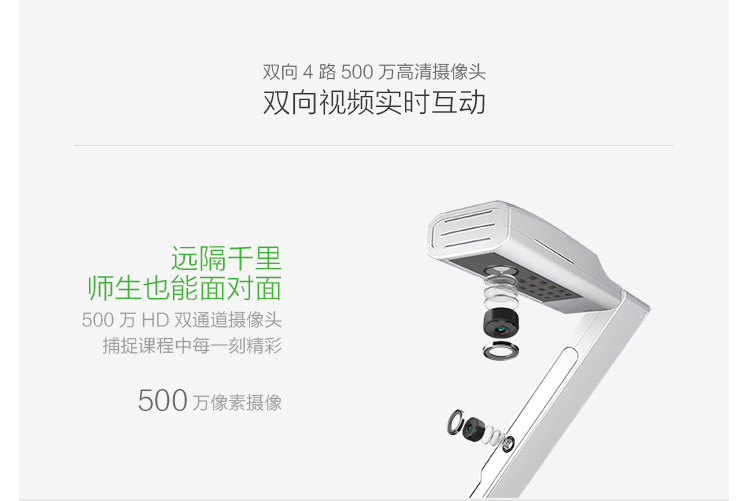 双向 4 路 500 万高清摄像头
双向视频实时互动
远隔千里
师生也能面对面
500 万 HD 双通道摄像头
捕捉课程中每一刻精彩
500 万像素摄像